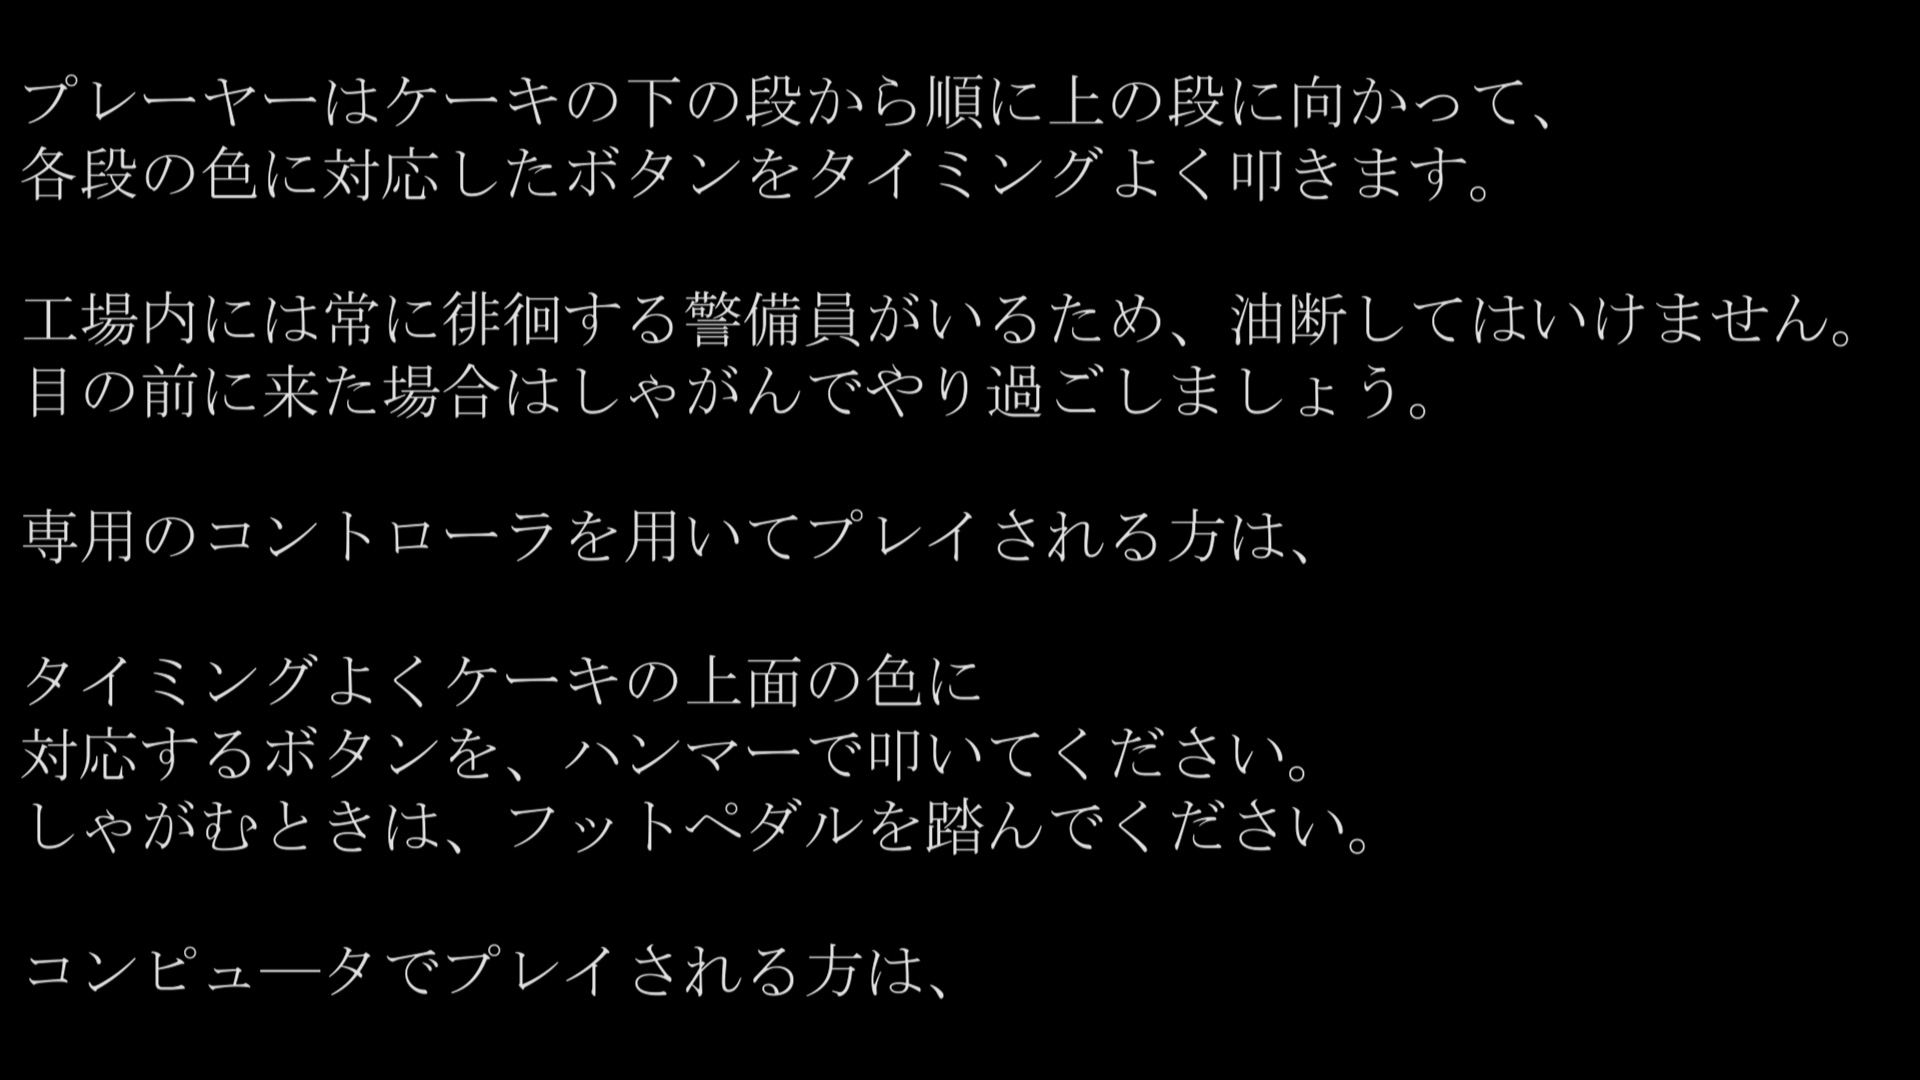 プレーヤーはケーキの下の段から順に上の段に向かって、
各段の色に対応したボタンをタイミングよく叩きます。
工場内には常に徘徊する警備員がいるため、油断してはいけません。
目の前に来た場合はしゃがんでやり過ごしましょう。
専用のコントローラを用いてプレイされる方は、
タイミングよくケーキの上面の色に
対応するボタンを、ハンマーで叩いてください。
しゃがむときは、フットペダルを踏んでください。
コンピュ―タでプレイされる方は、